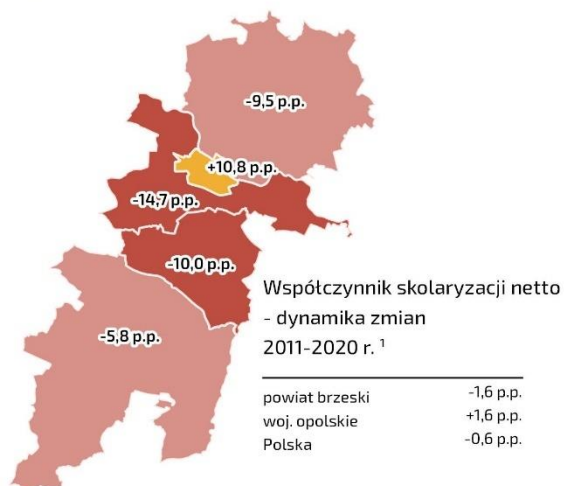 -9,5 p.p.
+10,8 p.p.
-14,7 p.p.
-10,0 p.p.
-5,8 p.p.
Współczynnik skolaryzacji netto
- dynamika zmian
2011-2020 r. ¹
powiat brzeski -1,6 p.p.
woj. opolskie +1,6 p.p.
Polska -0,6 p.p.